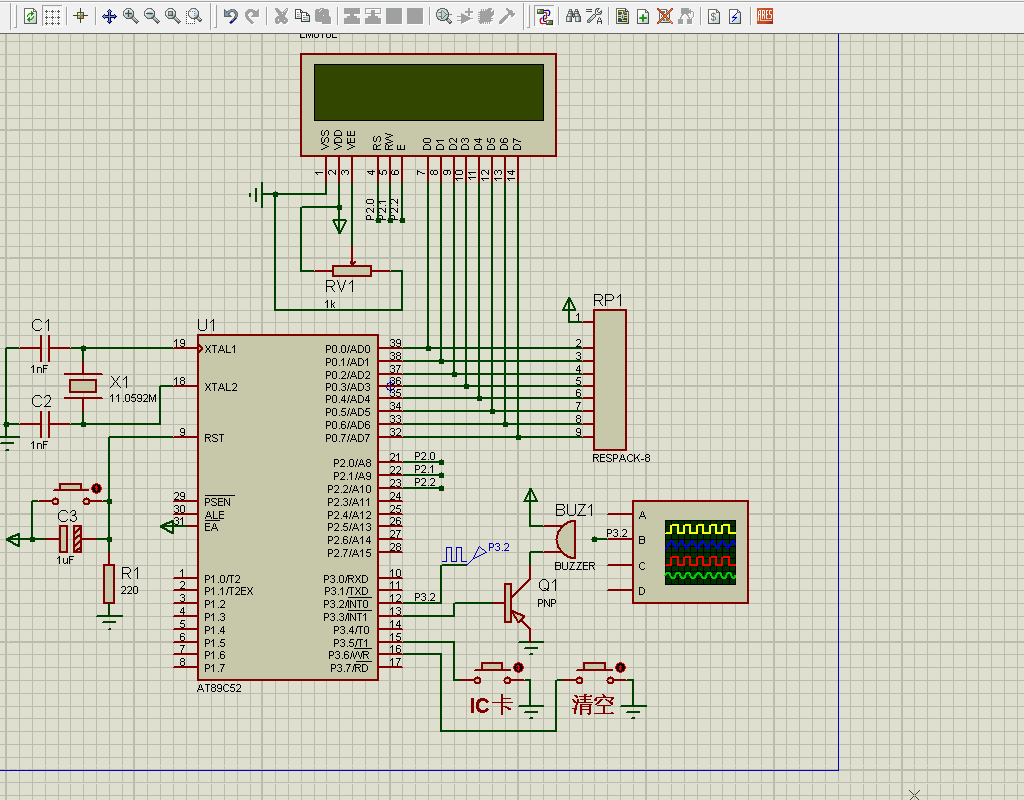 LM016L
VSS
VDD
VEE
RS
RW
E
D0
D1
D2
D3
D4
D5
D6
D7
1
2
3
4
5
6
7
8
9
10
11
12
13
14
P2.0
P2.1
P2.2
RV1
1k
RP1
1
2
3
4
5
6
7
8
9
RESPACK-8
C1
1nF
X1
11.0592M
C2
1nF
C3
1uF
R1
220
U1
19
XTAL1
18
XTAL2
9
RST
29
PSEN
30
ALE
31
EA
1
P1.0/T2
2
P1.1/T2EX
3
P1.2
4
P1.3
5
P1.4
6
P1.5
7
P1.6
8
P1.7
P0.0/AD0
39
P0.1/AD1
38
P0.2/AD2
37
P0.3/AD3
36
P0.4/AD4
35
P0.5/AD5
34
P0.6/AD6
33
P0.7/AD7
32
P2.0/A8
21
P2.0
P2.1/A9
22
P2.1
P2.2/A10
23
P2.2
P2.3/A11
24
P2.4/A12
25
P2.5/A13
26
P2.6/A14
27
P2.7/A15
28
P3.0/RXD
10
P3.1/TXD
11
P3.2/INT0
12
P3.2
P3.3/INT1
13
P3.4/T0
14
P3.5/T1
15
P3.6/WR
16
P3.7/RD
17
AT89C52
P3.2
BUZ1
BUZZER
Q1
PNP
P3.2
A
B
C
D
IC卡
清空
ARES